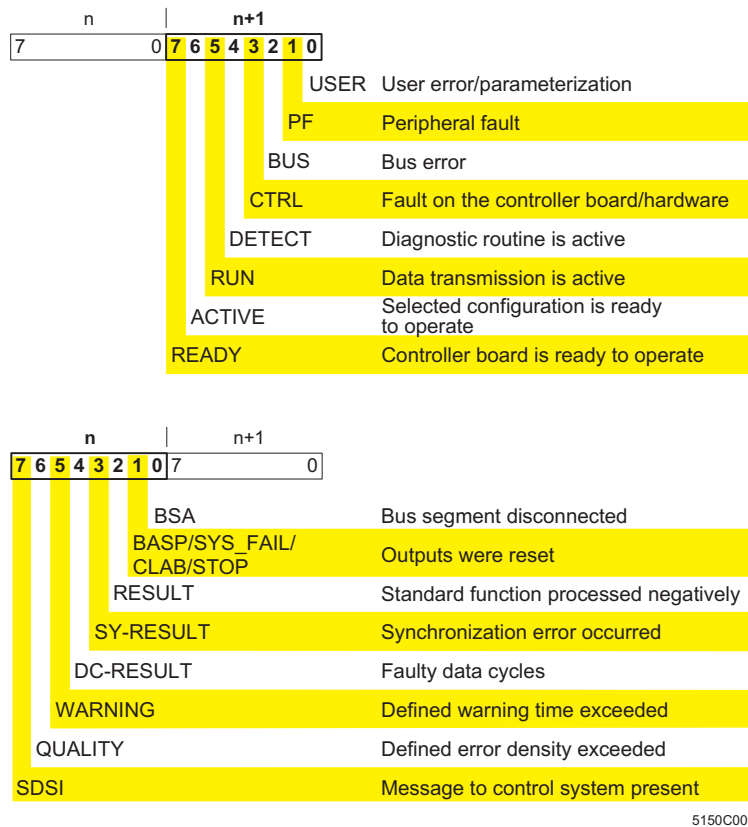 n n+1
7 0 7 6 5 4 3 2 1 0
USER User error/parameterization
PF Peripheral fault
BUS Bus error
CTRL Fault on the controller board/hardware
DETECT Diagnostic routine is active
RUN Data transmission is active
ACTIVE Selected configuration is ready
to operate
READY Controller board is ready to operate
n n+1
7 6 5 4 3 2 1 0 7 0
BSA Bus segment disconnected
BASP/SYS_FAIL/
CLAB/STOP Outputs were reset
RESULT Standard function processed negatively
SY-RESULT Synchronization error occurred
DC-RESULT Faulty data cycles
WARNING Defined warning time exceeded
QUALITY Defined error density exceeded
SDSI Message to control system present
5150C00